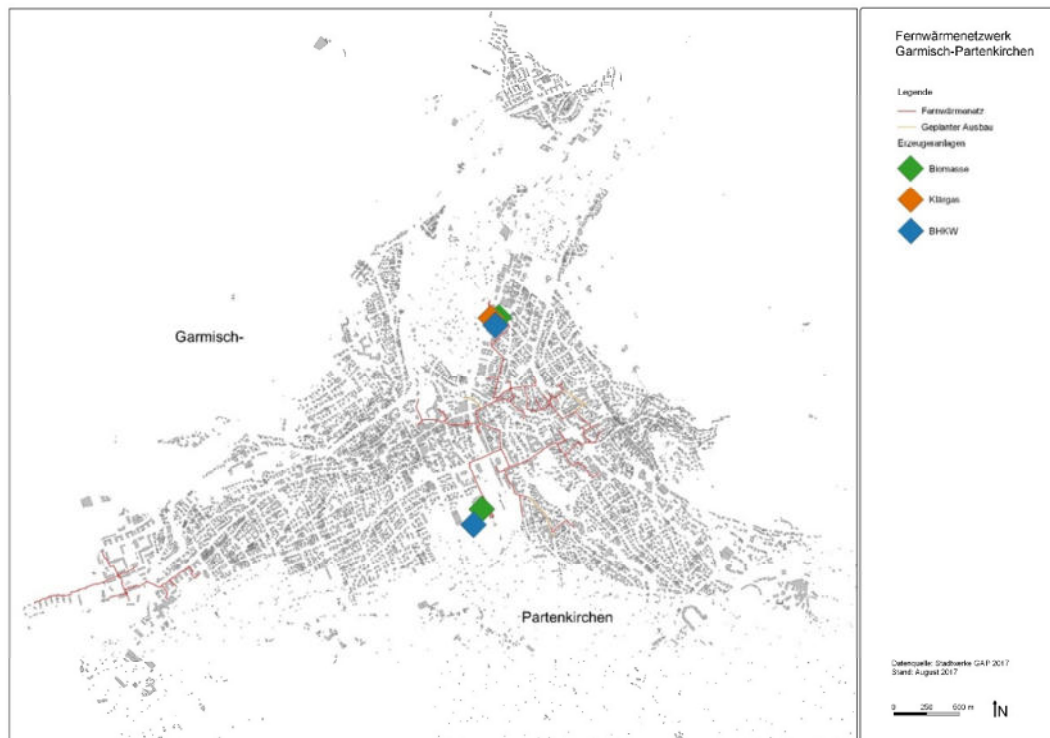 Fernwärmenetzwerk
Garmisch-Partenkirchen
Legende
Fernwärmenetz
Geplanter Ausbau
Erzeugeranlagen
Biomasse
Klärgas
BHKW
Garmisch-
Partenkirchen
Datenquelle: Stadtwerke GAP 2017
Stand: August 2017
0 250 500 m N